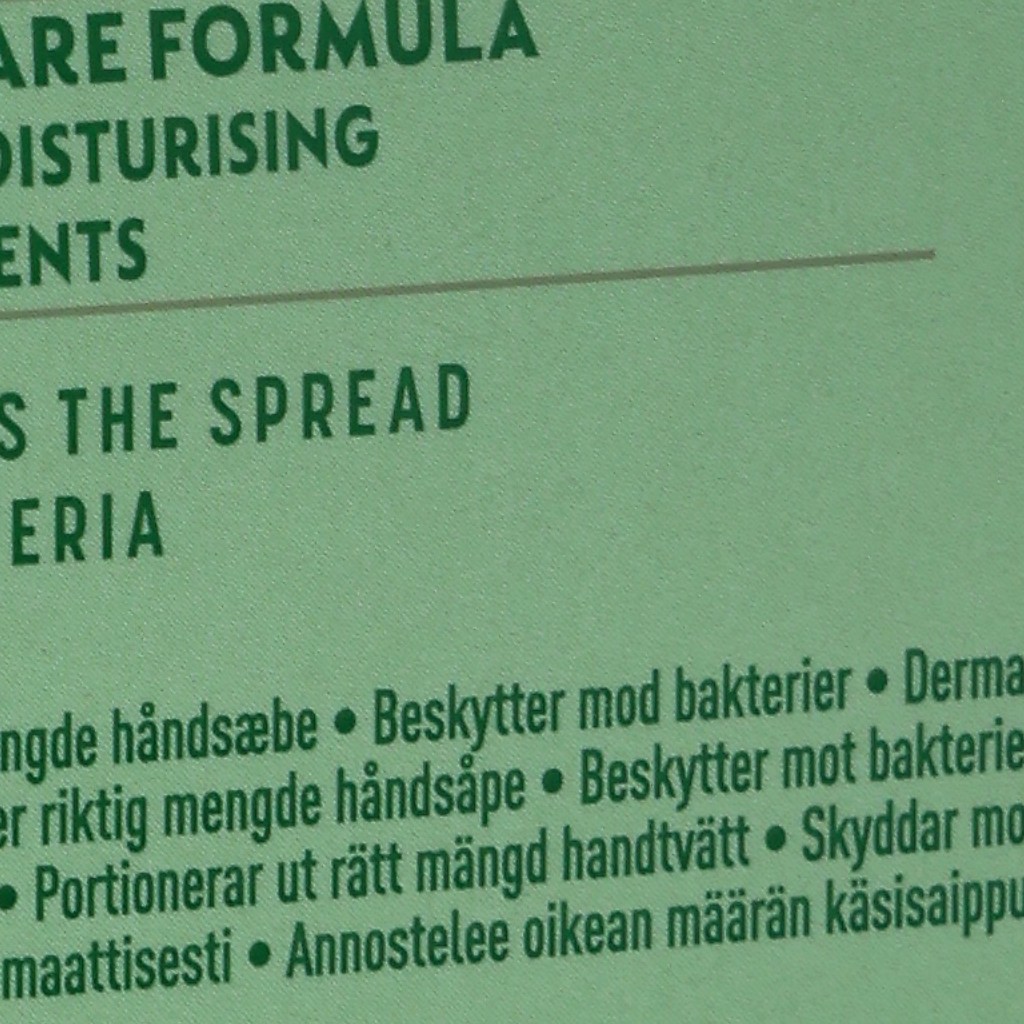 ARE FORMULA
OISTURISING
ENTS
S THE SPREAD
ERIA
ngde håndsæbe • Beskytter mod bakterier • Derma
er riktig mengde håndsåpe • Beskytter mot bakterie
• Portionerar ut rätt mängd handtvätt • Skyddar mo
maattisesti • Annostelee oikean määrän käsisaippu